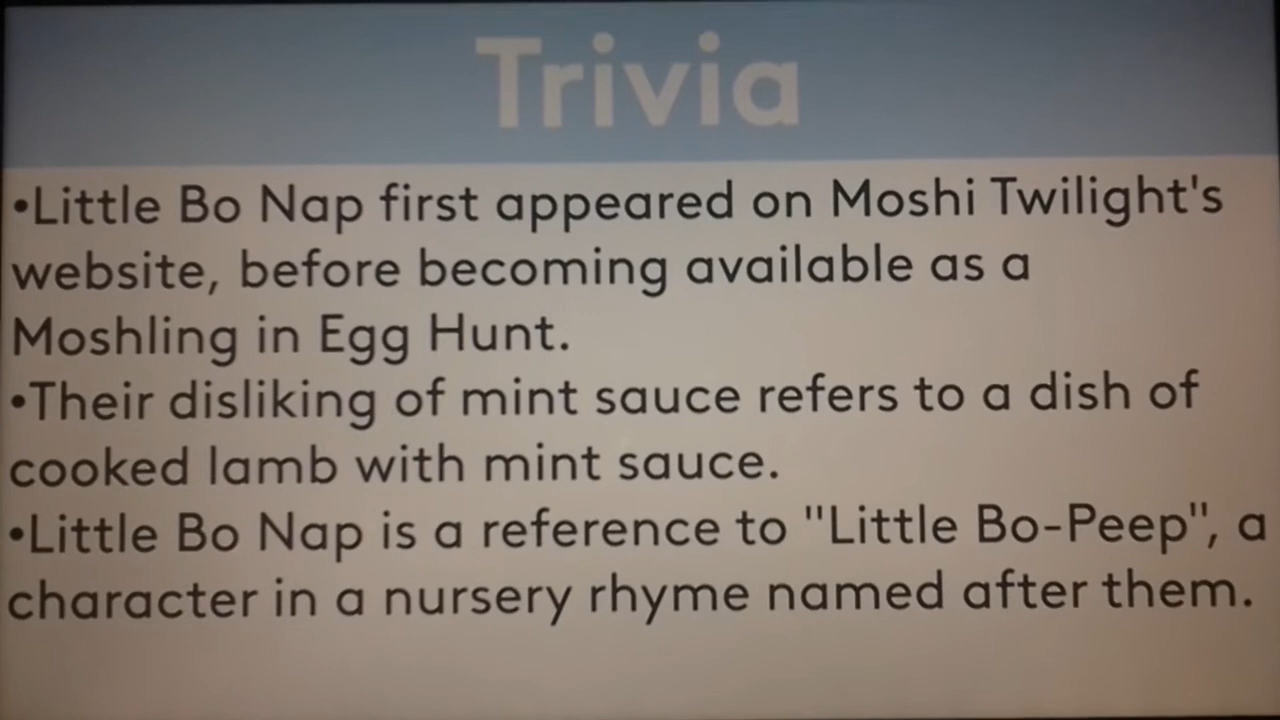 Trivia
•Little Bo Nap first appeared on Moshi Twilight's
website, before becoming available as a
Moshling in Egg Hunt.
•Their disliking of mint sauce refers to a dish of
cooked lamb with mint sauce.
•Little Bo Nap is a reference to "Little Bo-Peep", a
character in a nursery rhyme named after them.